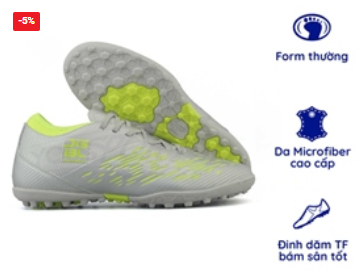 -5%
Form thường
Da Microfiber
cao cấp
Đinh dăm TF
bám sân tốt